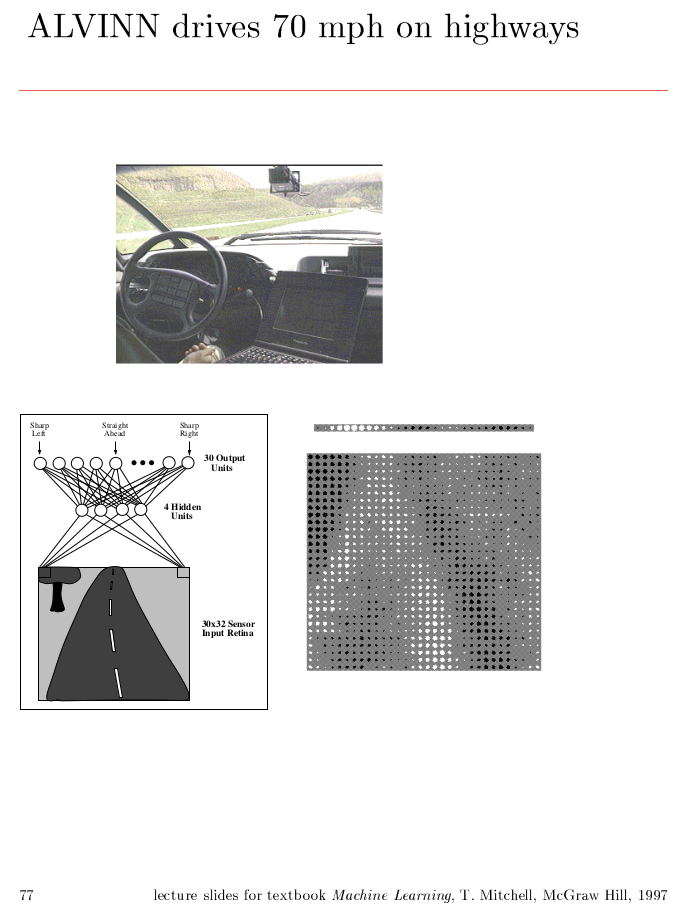 ALVINN drives 70 mph on highways
Sharp
Left
Straight
Ahead
Sharp
Right
30 Output
Units
4 Hidden
Units
30x32 Sensor
Input Retina
77
lecture slides for textbook Machine Learning, T. Mitchell, McGraw Hill, 1997